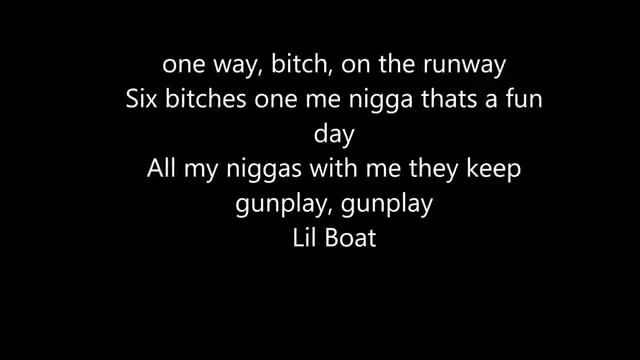 one way, bitch, on the runway
Six bitches one me nigga thats a fun
day
All my niggas with me they keep
gunplay, gunplay
Lil Boat